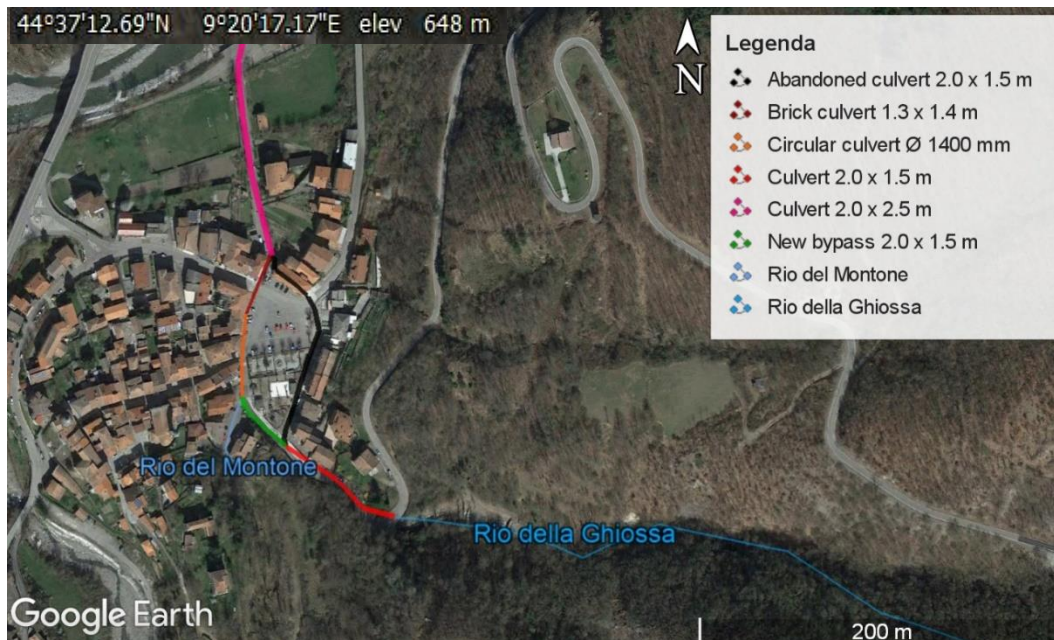 44°37'12.69"N 9°20'17.17"E elev 648 m
N
Legenda
Abandoned culvert 2.0 x 1.5 m
Brick culvert 1.3 x 1.4 m
Circular culvert Ø 1400 mm
Culvert 2.0 x 1.5 m
Culvert 2.0 x 2.5 m
New bypass 2.0 x 1.5 m
Rio del Montone
Rio della Ghiossa
Rio del Montone
Rio della Ghiossa
Google Earth
200 m